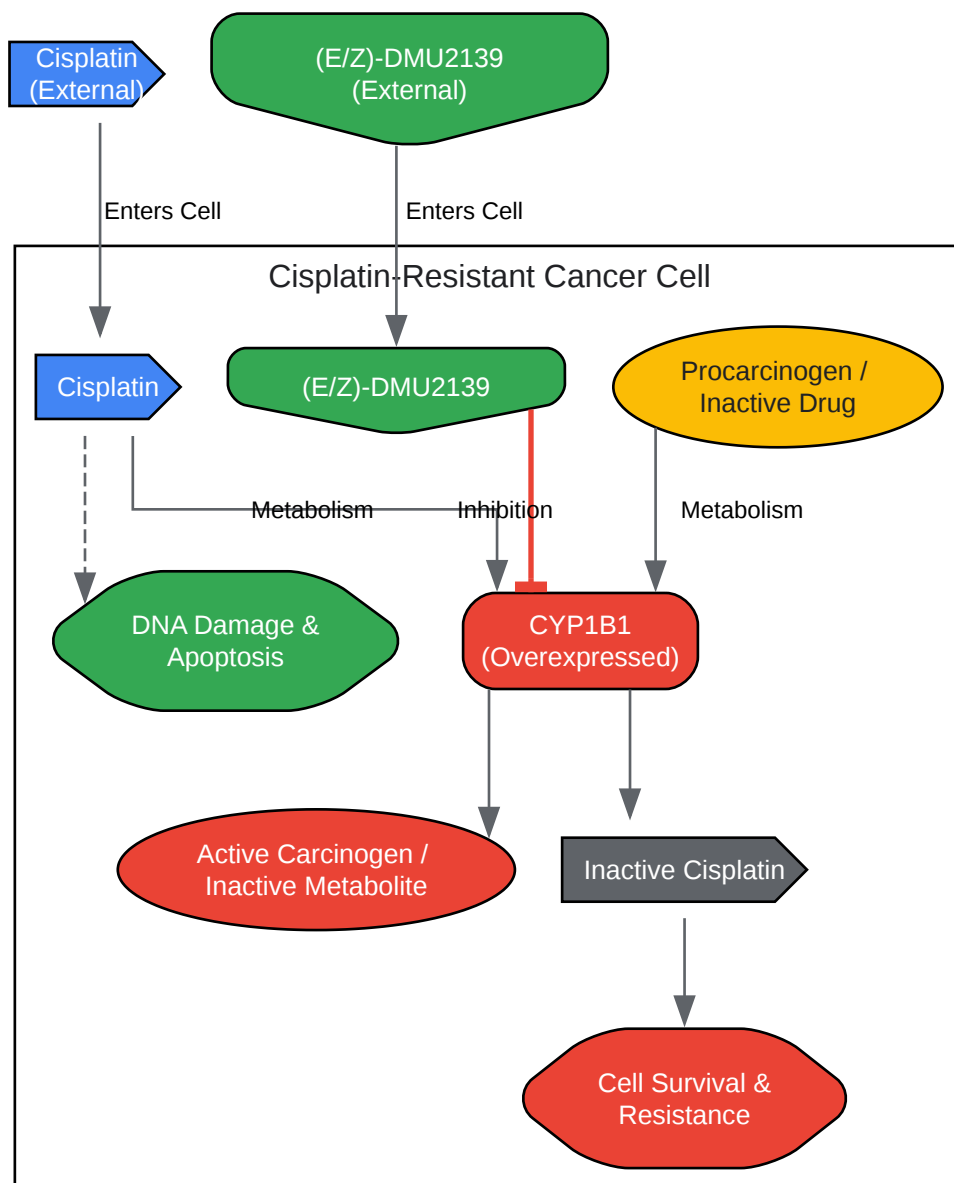 Cisplatin
(External)
(E/Z)-DMU2139
(External)
Enters Cell
Enters Cell
Cisplatin-Resistant Cancer Cell
Cisplatin
(E/Z)-DMU2139
Procarcinogen /
Inactive Drug
Metabolism
Inhibition
Metabolism
DNA Damage &
Apoptosis
CYP1B1
(Overexpressed)
Active Carcinogen /
Inactive Metabolite
Inactive Cisplatin
Cell Survival &
Resistance